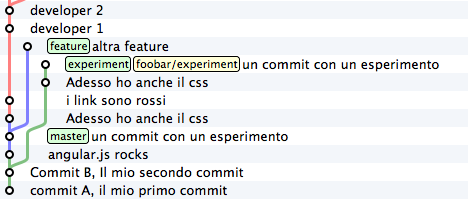 developer 2
developer 1
feature altra feature
experiment foobar/experiment un commit con un esperimento
Adesso ho anche il css
i link sono rossi
Adesso ho anche il css
master un commit con un esperimento
angular.js rocks
Commit B, Il mio secondo commit
commit A, il mio primo commit